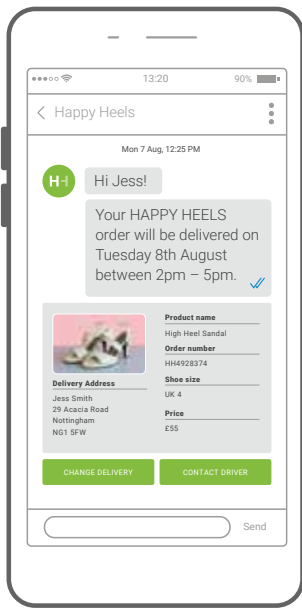 13:20
90%
Happy Heels
Mon 7 Aug, 12:25 PM
HH
Hi Jess!
Your HAPPY HEELS
order will be delivered on
Tuesday 8th August
between 2pm – 5pm.
Delivery Address
Jess Smith
29 Acacia Road
Nottingham
NG1 5FW
Product name
High Heel Sandal
Order number
HH4928374
Shoe size
UK 4
Price
£55
CHANGE DELIVERY
CONTACT DRIVER
Send